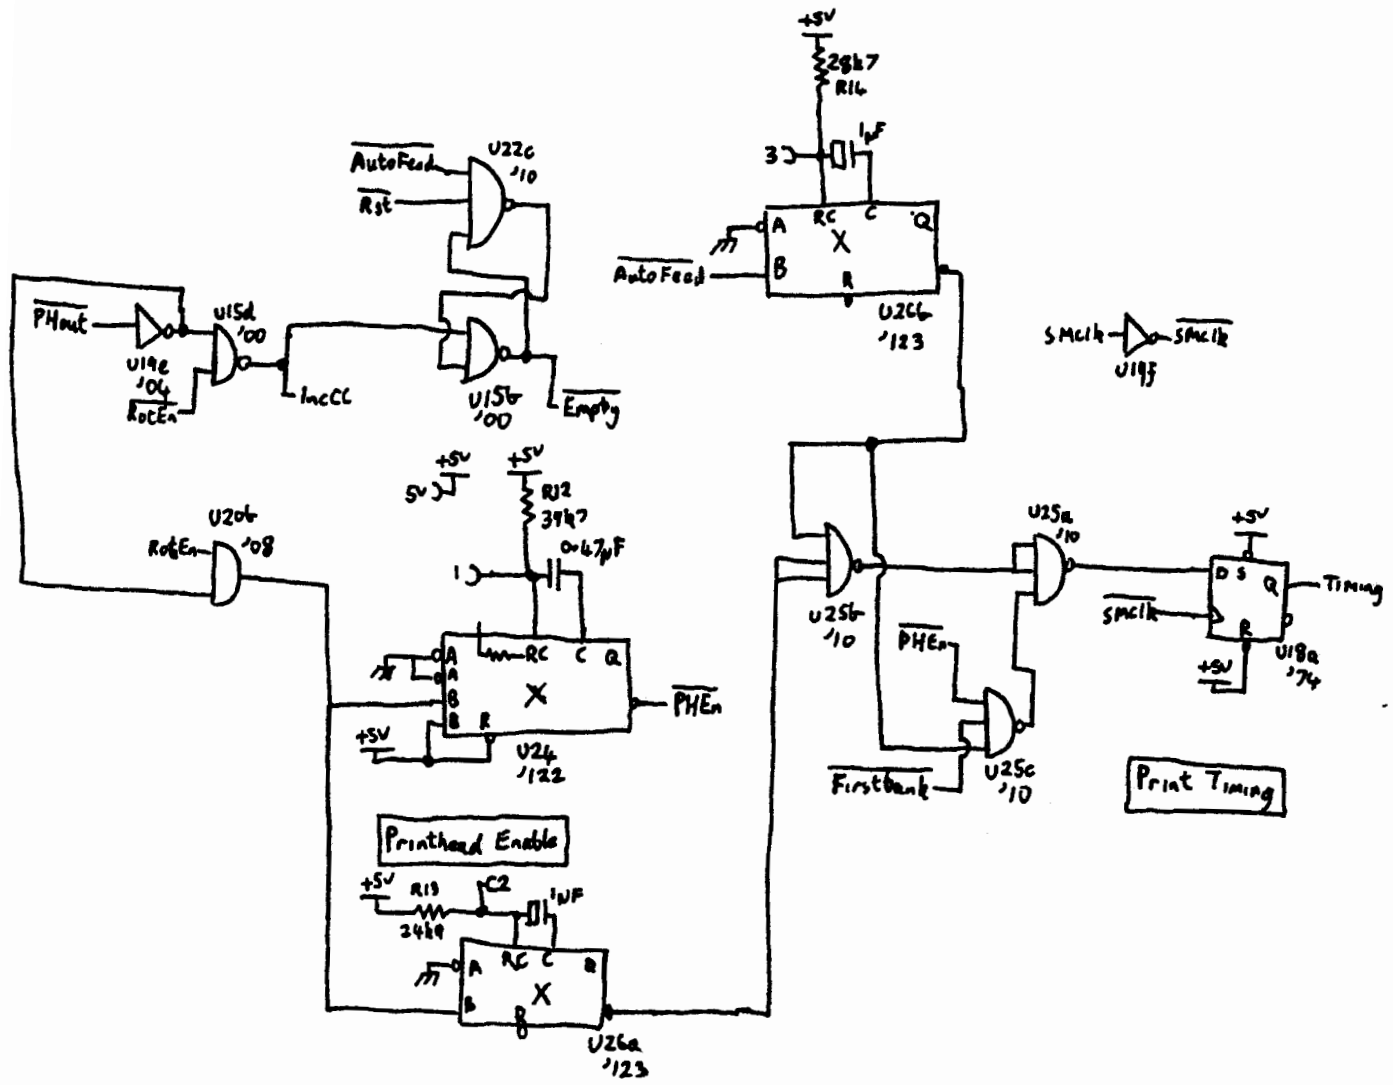 +5V
28k7
R14
1µF
3
RC
C
Q
A
X
B
R
AutoFeed
U26b
'123
AutoFeed
U22c
'10
Rst
PHout
U19e
'04
U15d
'00
RotEn
IncCC
U15b
'00
Empty
SMclk
SMclk
U19f
+5V
5V
+5V
R12
39k7
0.47µF
1
U20b
'08
RotEn
A
A
RC
C
Q
B
X
B
R
+5V
U24
'122
PHEn
U25b
'10
U25a
'10
PHEn
Firstbank
U25c
'10
+5V
D
S
Q
Timing
SMclk
R
U18a
'74
+5V
Print Timing
Printhead Enable
+5V
R13
C2
1µF
34k9
A
RC
C
B
X
R
U26a
'123